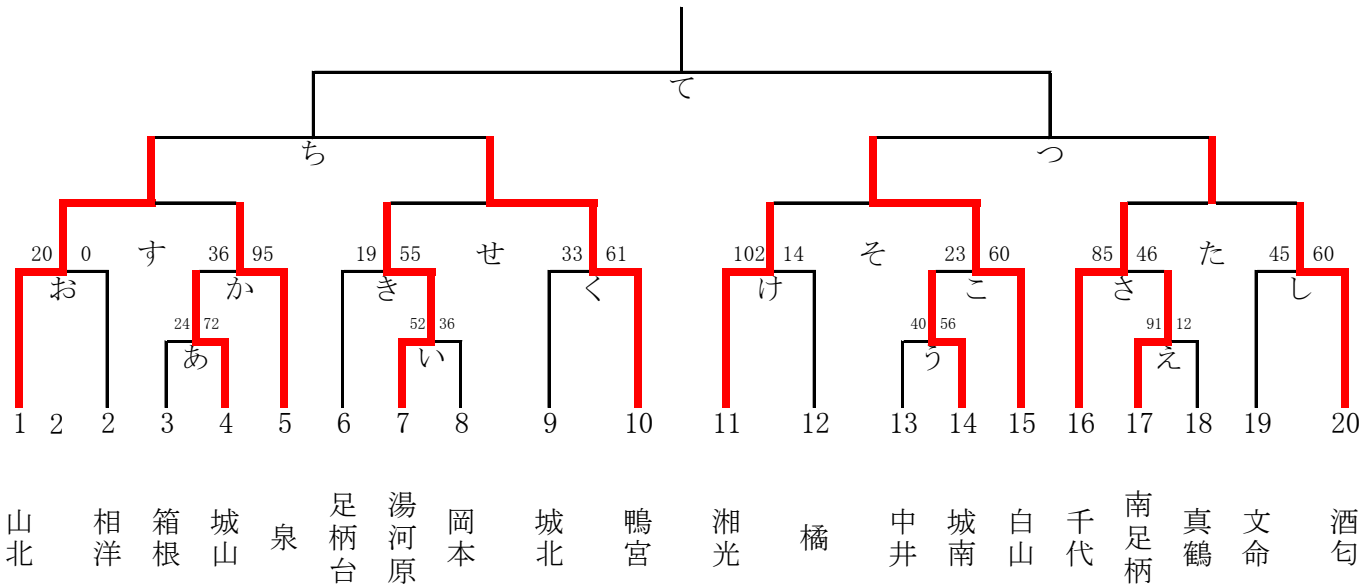 て
ち つ
20 0 す 36 95 19 55 せ 33 61 102 14 そ 23 60 85 46 た 45 60
お か き く け こ さ し
24 72 52 36 40 56 91 12
あ い う え
1 2 2 3 4 5 6 7 8 9 10 11 12 13 14 15 16 17 18 19 20
山北
相洋
箱根
城山
泉
足柄台
湯河原
岡本
城北
鴨宮
湘光
橘
中井
城南
白山
千代
南足柄
真鶴
文命
酒匂